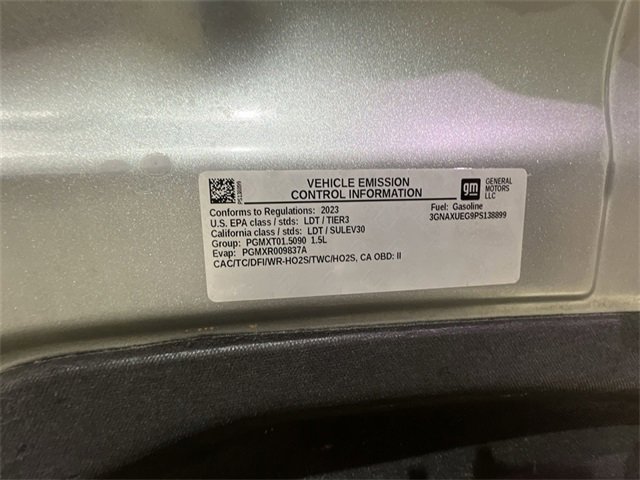 VEHICLE EMISSION
CONTROL INFORMATION
gm
GENERAL
MOTORS
LLC
PS138899
Conforms to Regulations: 2023
Fuel: Gasoline
U.S. EPA class / stds: LDT / TIER3
3GNAXUEG9PS138899
California class / stds: LDT / SULEV30
Group: PGMXT01.5090 1.5L
Evap: PGMXR009837A
CAC/TC/DFI/WR-HO2S/TWC/HO2S, CA OBD: II